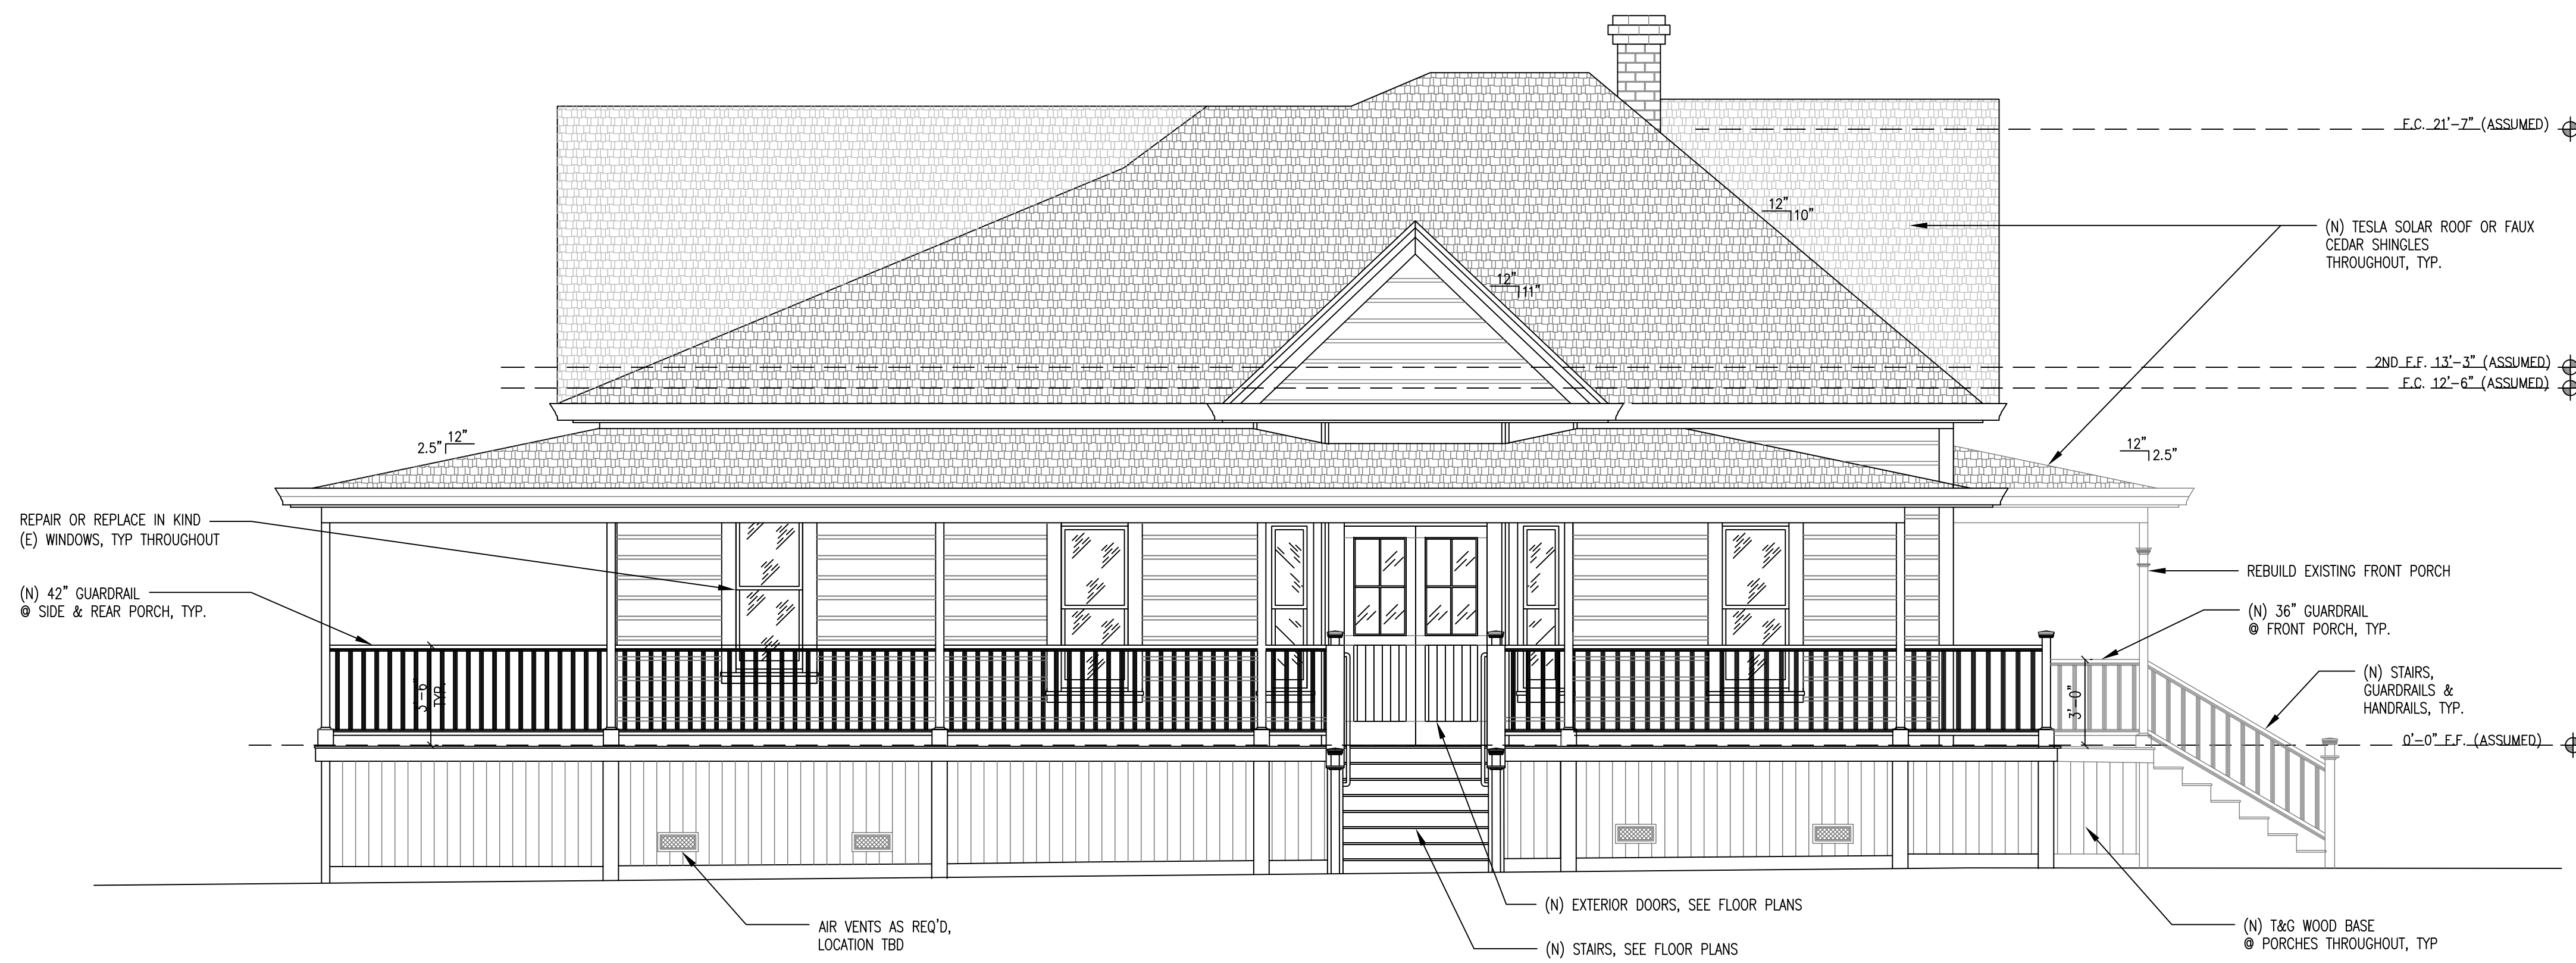 F.C. 21'-7" (ASSUMED)
12"
10"
(N) TESLA SOLAR ROOF OR FAUX
CEDAR SHINGLES
THROUGHOUT, TYP.
12"
11"
2ND F.F. 13'-3" (ASSUMED)
F.C. 12'-6" (ASSUMED)
12"
2.5"
12"
2.5"
REPAIR OR REPLACE IN KIND
(E) WINDOWS, TYP THROUGHOUT
(N) 42" GUARDRAIL
@ SIDE & REAR PORCH, TYP.
REBUILD EXISTING FRONT PORCH
(N) 36" GUARDRAIL
@ FRONT PORCH, TYP.
(N) STAIRS,
GUARDRAILS &
HANDRAILS, TYP.
3'-6"
TYP.
3'-0"
0'-0" F.F. (ASSUMED)
AIR VENTS AS REQ'D,
LOCATION TBD
(N) EXTERIOR DOORS, SEE FLOOR PLANS
(N) STAIRS, SEE FLOOR PLANS
(N) T&G WOOD BASE
@ PORCHES THROUGHOUT, TYP